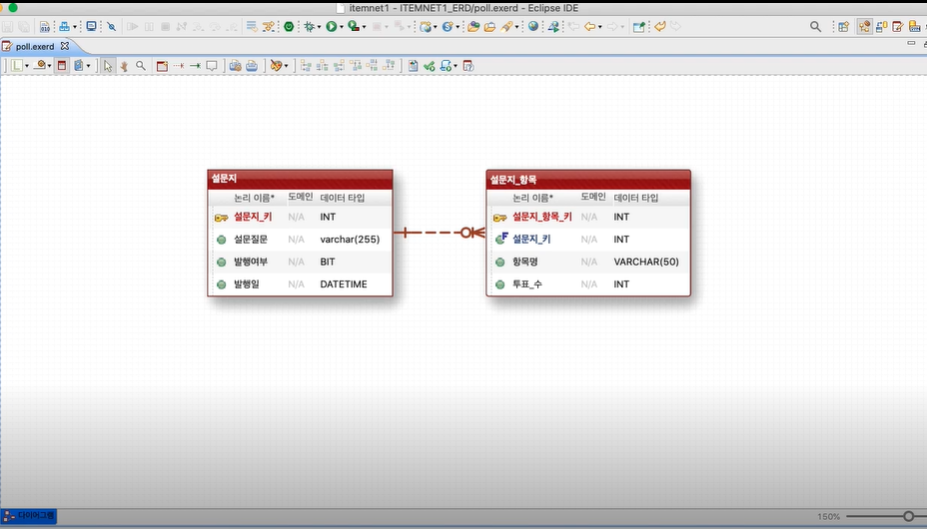 itemnet1 - ITEMNET1_ERD/poll.exerd - Eclipse IDE
poll.exerd
설문지
논리 이름* 도메인 데이터 타입
설문지_키 N/A INT
설문질문 N/A varchar(255)
발행여부 N/A BIT
발행일 N/A DATETIME
설문지_항목
논리 이름* 도메인 데이터 타입
설문지_항목_키 N/A INT
설문지_키 N/A INT
항목명 N/A VARCHAR(50)
투표_수 N/A INT
다이어그램
150%